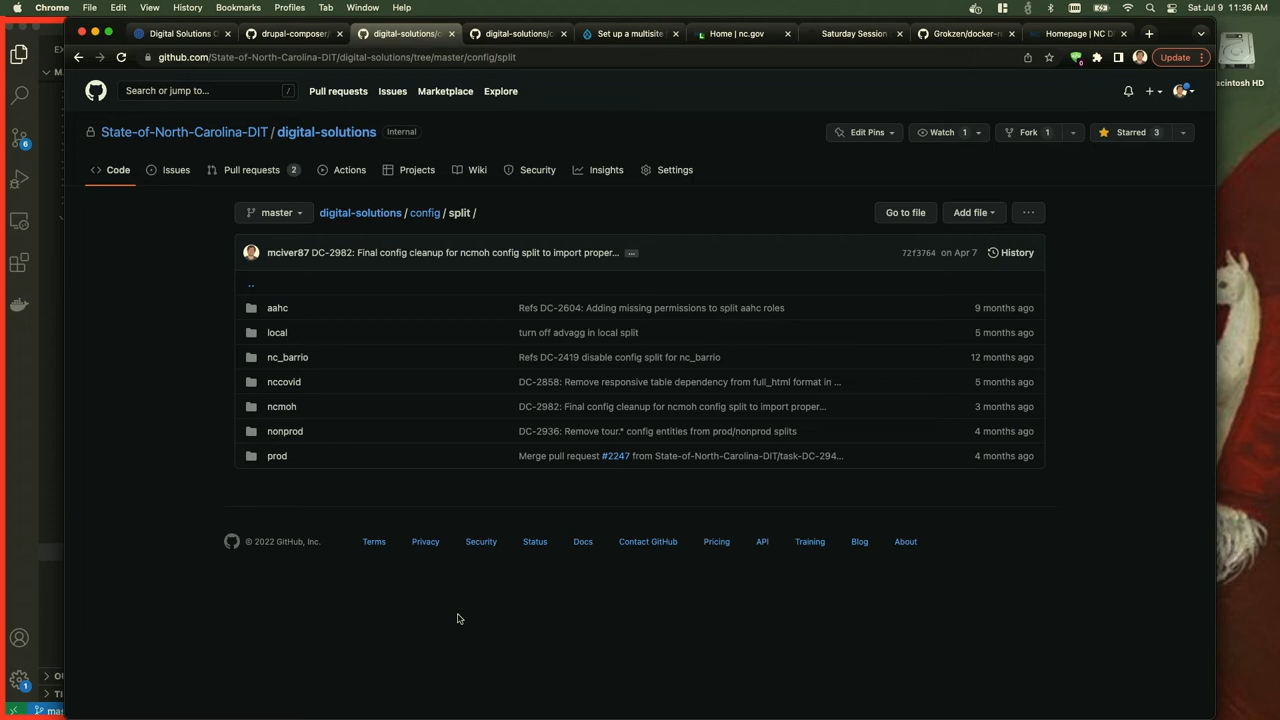 Chrome File Edit View History Bookmarks Profiles Tab Window Help Sat Jul 9 11:36 AM
Digital Solutions drupal-composer/ digital-solutions/ digital-solutions/ Set up a multisite Home | nc.gov Saturday Session Grokzen/docker-re Homepage | NC D
github.com/State-of-North-Carolina-DIT/digital-solutions/tree/master/config/split Update
Search or jump to... / Pull requests Issues Marketplace Explore
acintosh HD
State-of-North-Carolina-DIT / digital-solutions Internal
Edit Pins Watch 1 Fork 1 Starred 3
Code Issues Pull requests 2 Actions Projects Wiki Security Insights Settings
master digital-solutions / config / split /
Go to file Add file ...
mciver87 DC-2982: Final config cleanup for ncmoh config split to import proper... ... 72f3764 on Apr 7 History
..
aahc Refs DC-2604: Adding missing permissions to split aahc roles 9 months ago
local turn off advagg in local split 5 months ago
nc_barrio Refs DC-2419 disable config split for nc_barrio 12 months ago
nccovid DC-2858: Remove responsive table dependency from full_html format in ... 5 months ago
ncmoh DC-2982: Final config cleanup for ncmoh config split to import proper... 3 months ago
nonprod DC-2936: Remove tour.* config entities from prod/nonprod splits 4 months ago
prod Merge pull request #2247 from State-of-North-Carolina-DIT/task-DC-294... 4 months ago
© 2022 GitHub, Inc. Terms Privacy Security Status Docs Contact GitHub Pricing API Training Blog About
EX
6
1
OU
TI
mas